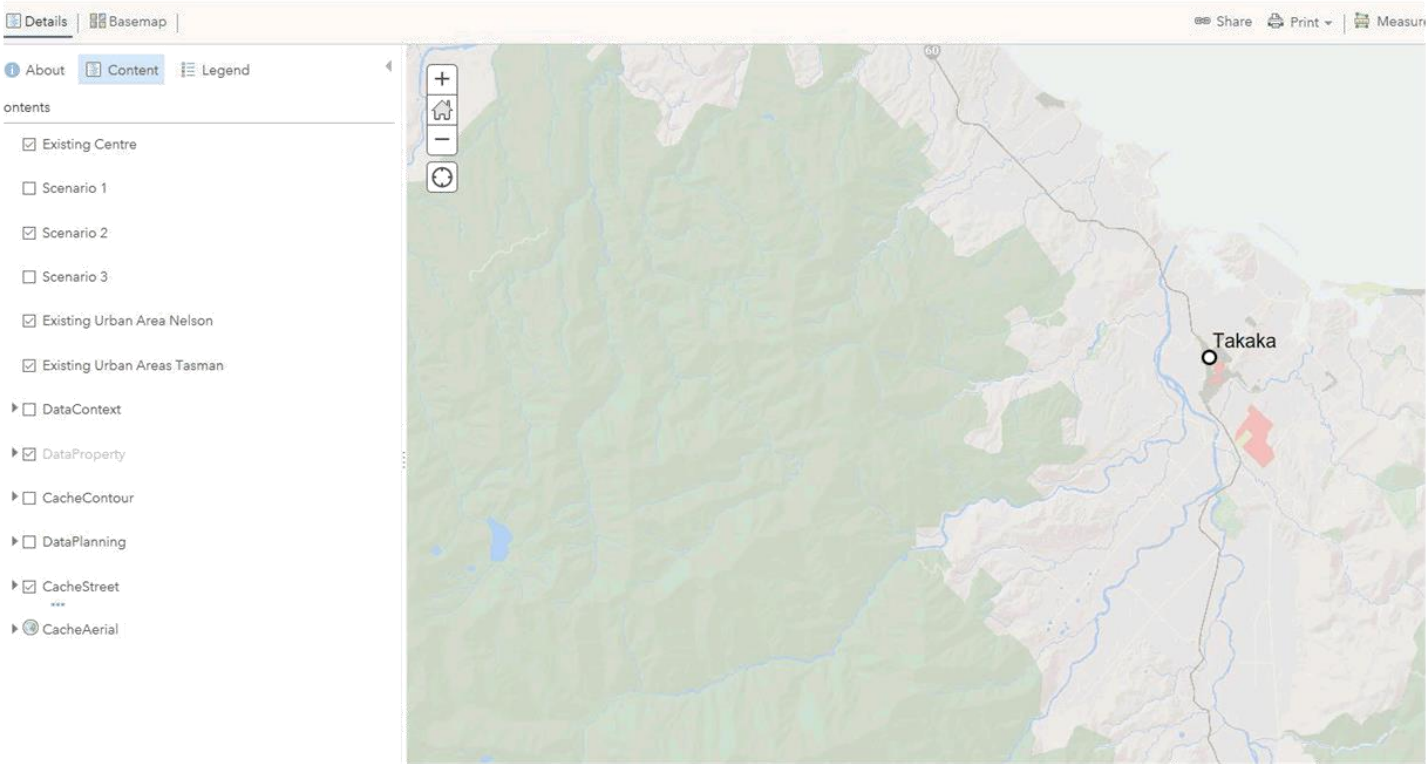 Details
Basemap
Share
Print
Measur
About
Content
Legend
ontents
Existing Centre
Scenario 1
Scenario 2
Scenario 3
Existing Urban Area Nelson
Existing Urban Areas Tasman
DataContext
DataProperty
CacheContour
DataPlanning
CacheStreet
CacheAerial
60
Takaka